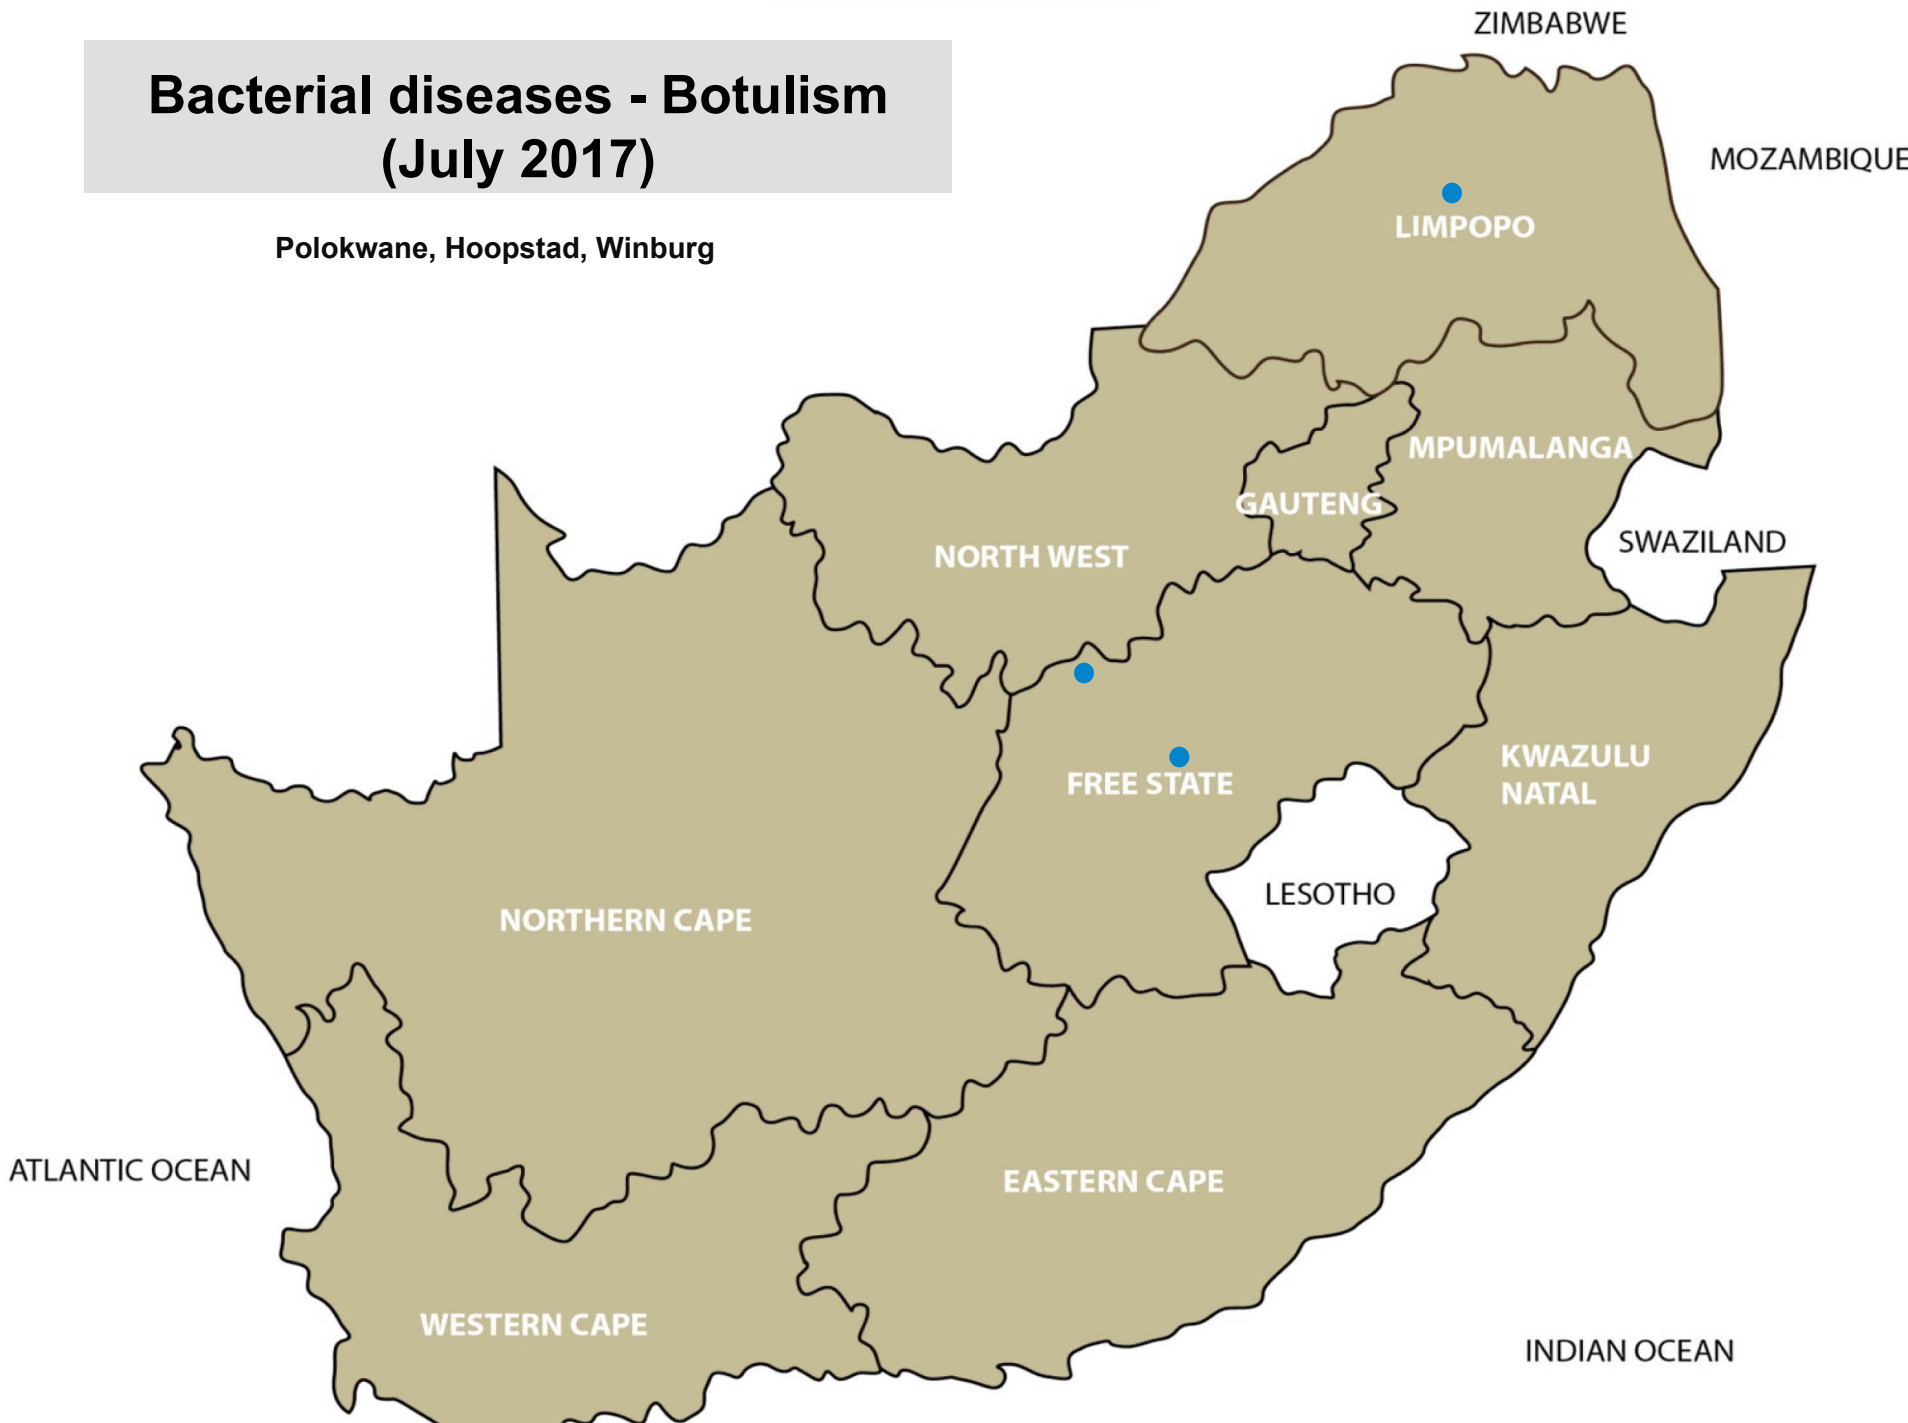 Bacterial diseases - Botulism
(July 2017)
Polokwane, Hoopstad, Winburg
ZIMBABWE
MOZAMBIQUE
LIMPOPO
MPUMALANGA
GAUTENG
SWAZILAND
NORTH WEST
KWAZULU
NATAL
FREE STATE
LESOTHO
NORTHERN CAPE
ATLANTIC OCEAN
EASTERN CAPE
WESTERN CAPE
INDIAN OCEAN